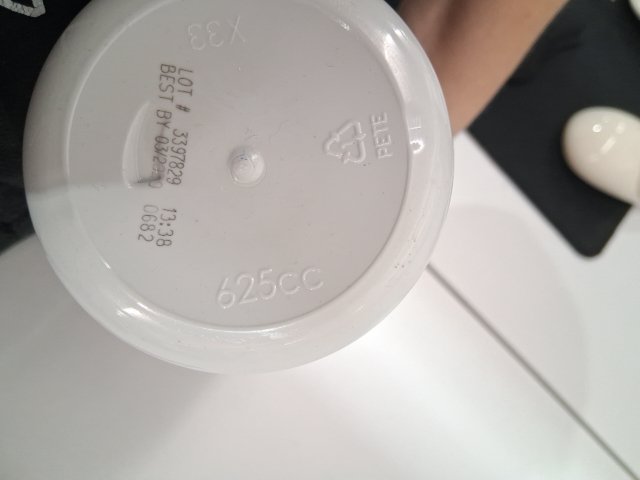 X33
LOT # 3397829 13:38
BEST BY 0682
PETE
625cc